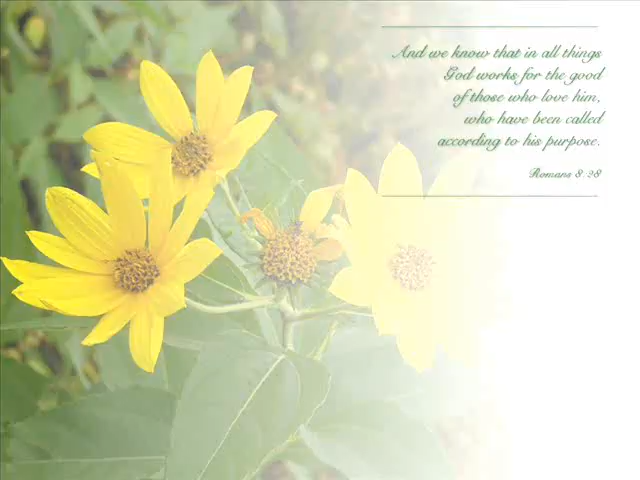 And we know that in all things
God works for the good
of those who love him,
who have been called
according to his purpose.
Romans 8:28